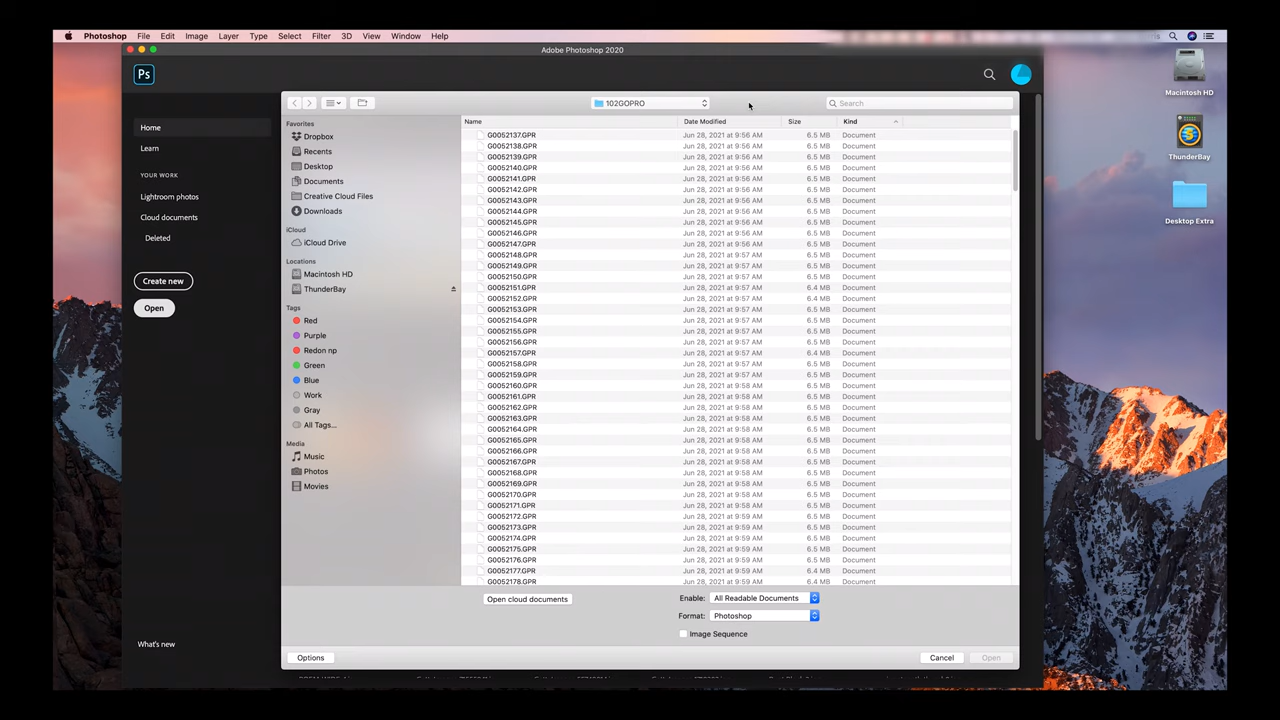 Photoshop File Edit Image Layer Type Select Filter 3D View Window Help
Adobe Photoshop 2020
Ps
Home
Learn
YOUR WORK
Lightroom photos
Cloud documents
Deleted
Create new
Open
What's new
102GOPRO
Search
Favorites
Dropbox
Recents
Desktop
Documents
Creative Cloud Files
Downloads
iCloud
iCloud Drive
Locations
Macintosh HD
ThunderBay
Tags
Red
Purple
Redon np
Green
Blue
Work
Gray
All Tags...
Media
Music
Photos
Movies
Name Date Modified Size Kind
G0052137.GPR Jun 28, 2021 at 9:56 AM 6.5 MB Document
G0052138.GPR Jun 28, 2021 at 9:56 AM 6.5 MB Document
G0052139.GPR Jun 28, 2021 at 9:56 AM 6.5 MB Document
G0052140.GPR Jun 28, 2021 at 9:56 AM 6.5 MB Document
G0052141.GPR Jun 28, 2021 at 9:56 AM 6.5 MB Document
G0052142.GPR Jun 28, 2021 at 9:56 AM 6.5 MB Document
G0052143.GPR Jun 28, 2021 at 9:56 AM 6.5 MB Document
G0052144.GPR Jun 28, 2021 at 9:56 AM 6.5 MB Document
G0052145.GPR Jun 28, 2021 at 9:56 AM 6.5 MB Document
G0052146.GPR Jun 28, 2021 at 9:56 AM 6.5 MB Document
G0052147.GPR Jun 28, 2021 at 9:56 AM 6.5 MB Document
G0052148.GPR Jun 28, 2021 at 9:57 AM 6.5 MB Document
G0052149.GPR Jun 28, 2021 at 9:57 AM 6.5 MB Document
G0052150.GPR Jun 28, 2021 at 9:57 AM 6.5 MB Document
G0052151.GPR Jun 28, 2021 at 9:57 AM 6.4 MB Document
G0052152.GPR Jun 28, 2021 at 9:57 AM 6.4 MB Document
G0052153.GPR Jun 28, 2021 at 9:57 AM 6.5 MB Document
G0052154.GPR Jun 28, 2021 at 9:57 AM 6.5 MB Document
G0052155.GPR Jun 28, 2021 at 9:57 AM 6.5 MB Document
G0052156.GPR Jun 28, 2021 at 9:57 AM 6.5 MB Document
G0052157.GPR Jun 28, 2021 at 9:57 AM 6.4 MB Document
G0052158.GPR Jun 28, 2021 at 9:57 AM 6.5 MB Document
G0052159.GPR Jun 28, 2021 at 9:57 AM 6.5 MB Document
G0052160.GPR Jun 28, 2021 at 9:58 AM 6.5 MB Document
G0052161.GPR Jun 28, 2021 at 9:58 AM 6.5 MB Document
G0052162.GPR Jun 28, 2021 at 9:58 AM 6.5 MB Document
G0052163.GPR Jun 28, 2021 at 9:58 AM 6.5 MB Document
G0052164.GPR Jun 28, 2021 at 9:58 AM 6.5 MB Document
G0052165.GPR Jun 28, 2021 at 9:58 AM 6.5 MB Document
G0052166.GPR Jun 28, 2021 at 9:58 AM 6.5 MB Document
G0052167.GPR Jun 28, 2021 at 9:58 AM 6.5 MB Document
G0052168.GPR Jun 28, 2021 at 9:58 AM 6.5 MB Document
G0052169.GPR Jun 28, 2021 at 9:58 AM 6.5 MB Document
G0052170.GPR Jun 28, 2021 at 9:58 AM 6.5 MB Document
G0052171.GPR Jun 28, 2021 at 9:58 AM 6.5 MB Document
G0052172.GPR Jun 28, 2021 at 9:59 AM 6.5 MB Document
G0052173.GPR Jun 28, 2021 at 9:59 AM 6.5 MB Document
G0052174.GPR Jun 28, 2021 at 9:59 AM 6.5 MB Document
G0052175.GPR Jun 28, 2021 at 9:59 AM 6.5 MB Document
G0052176.GPR Jun 28, 2021 at 9:59 AM 6.5 MB Document
G0052177.GPR Jun 28, 2021 at 9:59 AM 6.4 MB Document
G0052178.GPR Jun 28, 2021 at 9:59 AM 6.4 MB Document
Open cloud documents
Enable: All Readable Documents
Format: Photoshop
Image Sequence
Options
Cancel
Open
Macintosh HD
ThunderBay
Desktop Extra